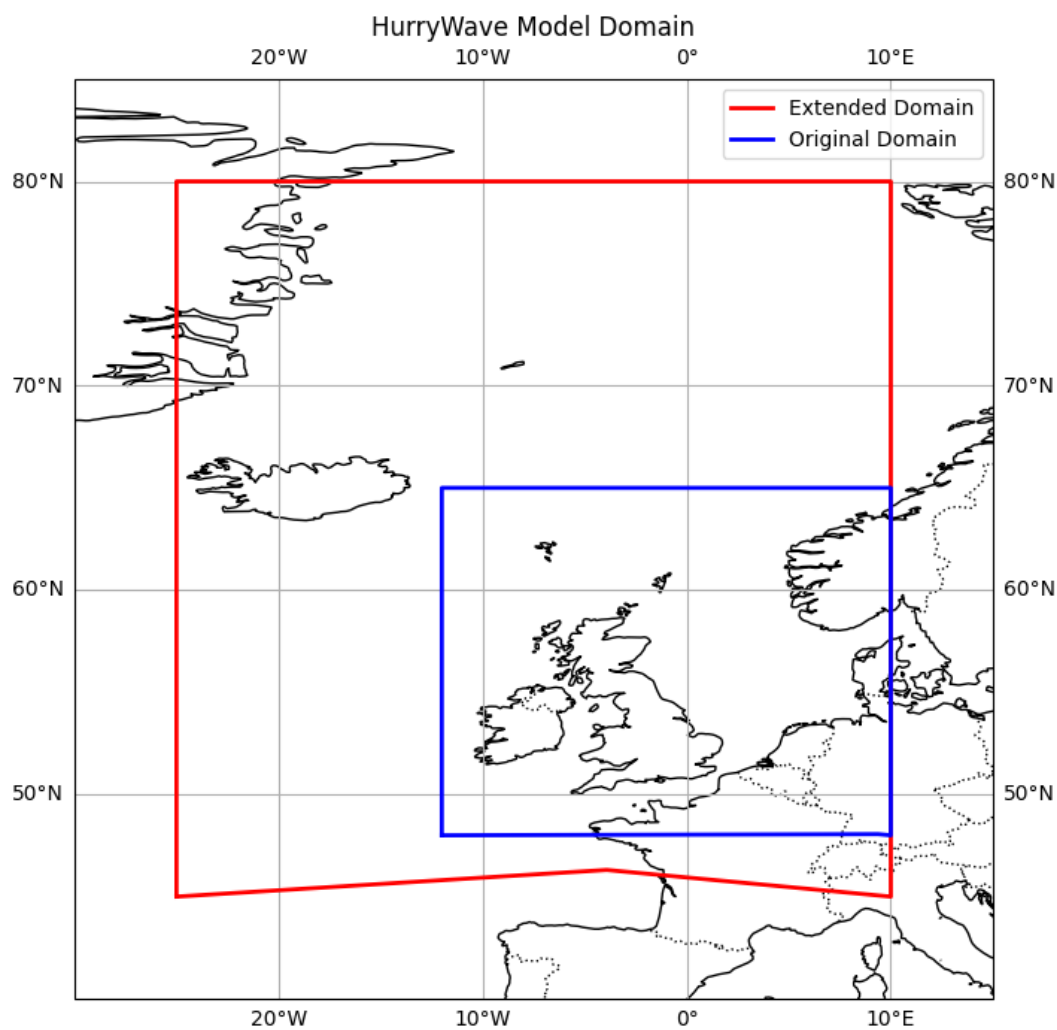 HurryWave Model Domain
20°W 10°W 0° 10°E
Extended Domain
Original Domain
80°N 80°N
70°N 70°N
60°N 60°N
50°N 50°N
20°W 10°W 0° 10°E